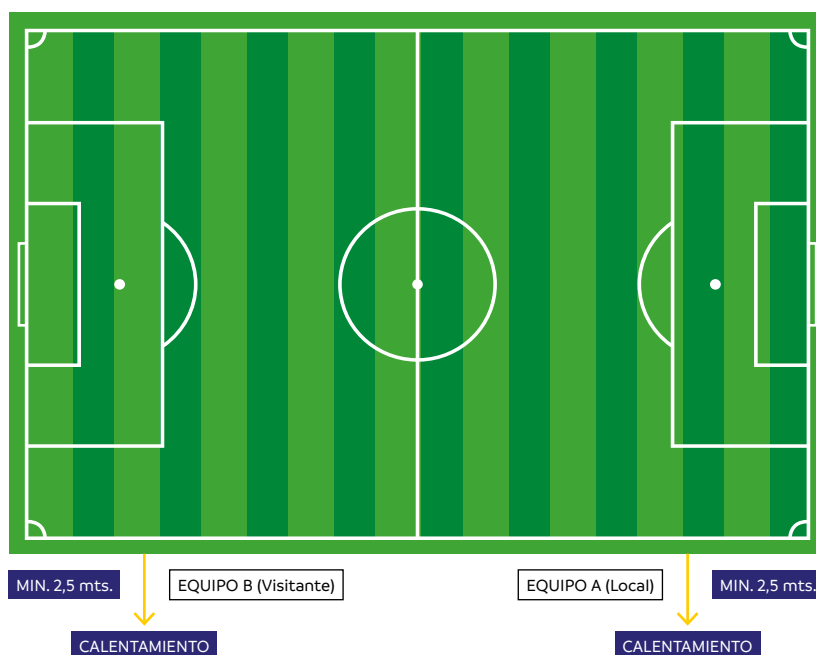 MIN. 2,5 mts.
EQUIPO B (Visitante)
EQUIPO A (Local)
MIN. 2,5 mts.
CALENTAMIENTO
CALENTAMIENTO